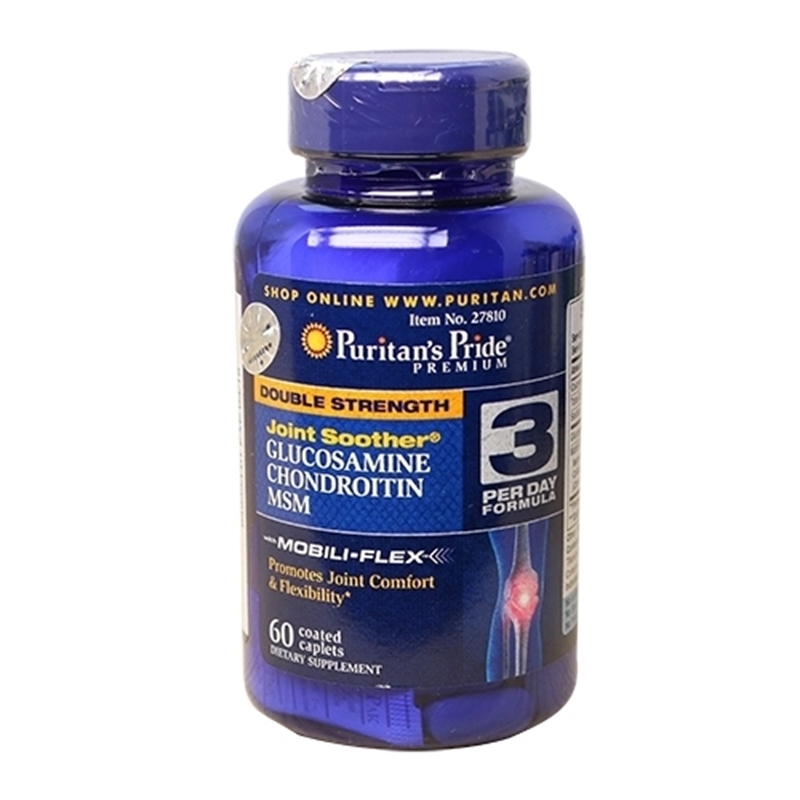 SHOP ONLINE WWW.PURITAN.COM
Item No. 27810
Puritan's Pride®
PREMIUM
DOUBLE STRENGTH
Joint Soother®
GLUCOSAMINE
CHONDROITIN
MSM
3
PER DAY
FORMULA
with MOBILI-FLEX
Promotes Joint Comfort
& Flexibility*
60 coated
caplets
DIETARY SUPPLEMENT